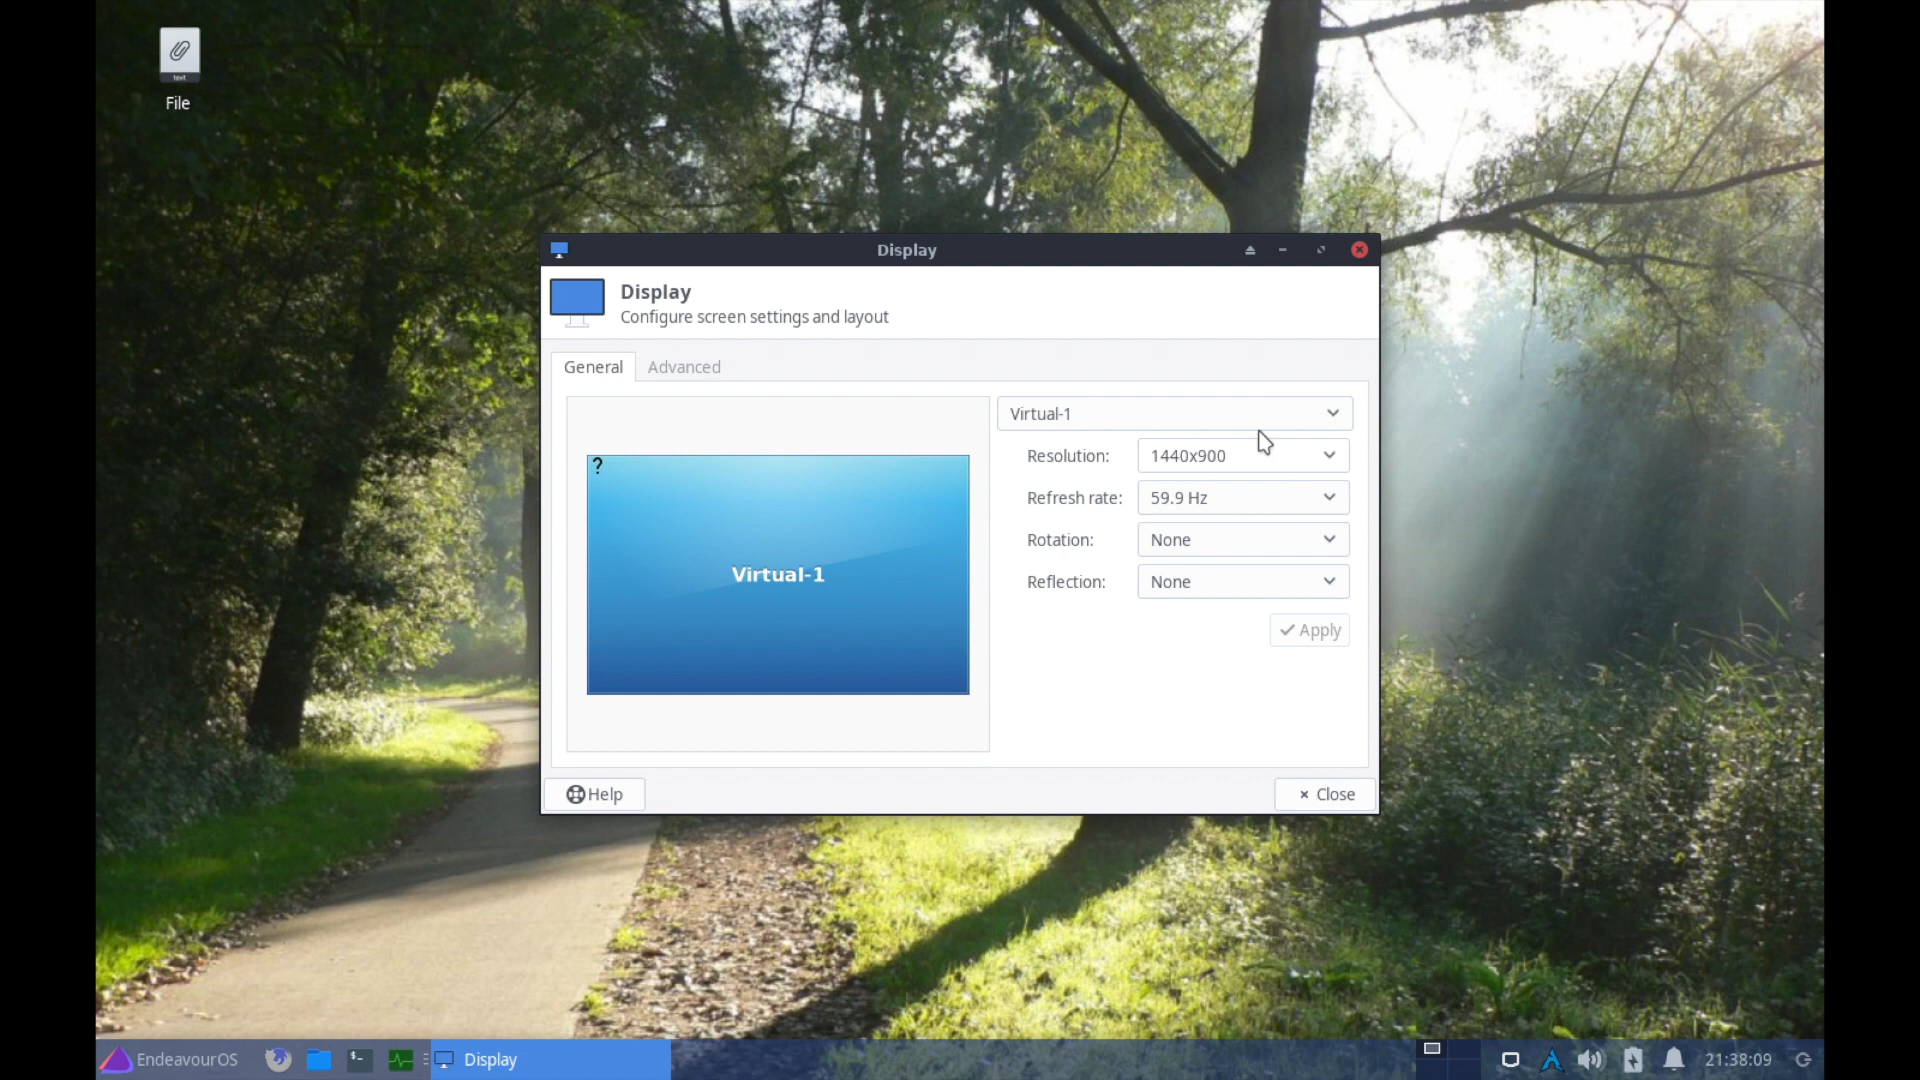 text
File
Display
Display
Configure screen settings and layout
General
Advanced
Virtual-1
Resolution:
1440x900
?
Refresh rate:
59.9 Hz
Rotation:
None
Virtual-1
Reflection:
None
Apply
Help
Close
EndeavourOS
$-
Display
21:38:09